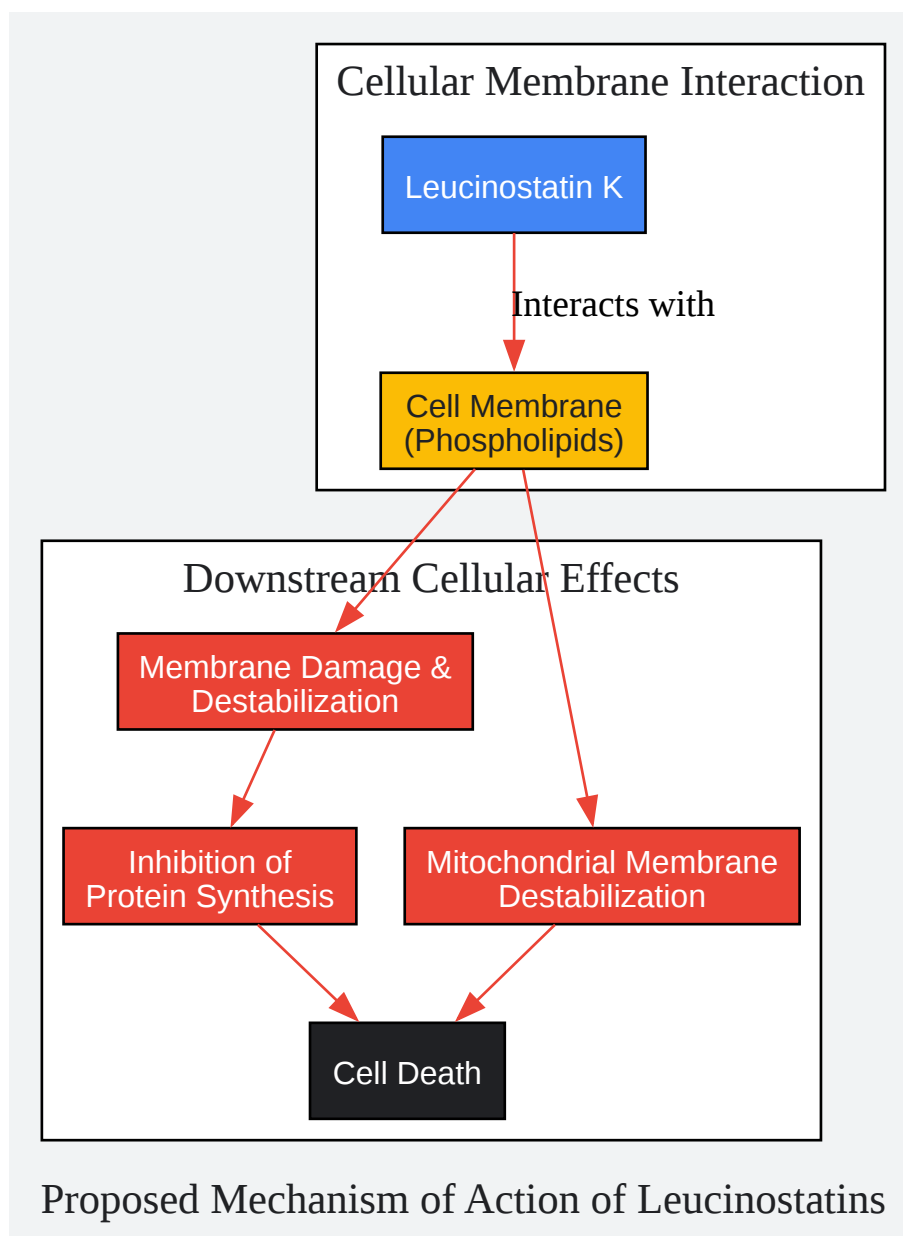 Cellular Membrane Interaction
Leucinostatin K
Interacts with
Cell Membrane
(Phospholipids)
Downstream Cellular Effects
Membrane Damage &
Destabilization
Inhibition of
Protein Synthesis
Mitochondrial Membrane
Destabilization
Cell Death
Proposed Mechanism of Action of Leucinostatins